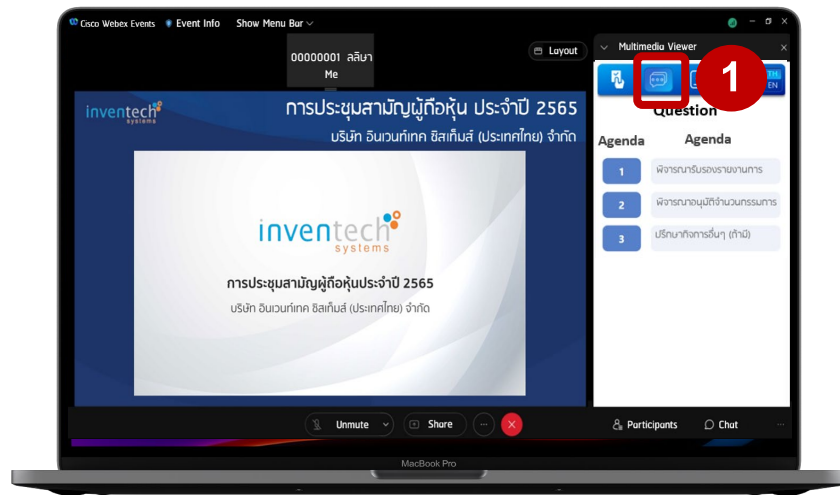 Cisco Webex Events
Event Info
Show Menu Bar
00000001 ลลิษา
Me
Layout
Multimedia Viewer
1
TH
EN
inventech
systems
การประชุมสามัญผู้ถือหุ้น ประจำปี 2565
บริษัท อินเวนท์เทค ซิสเท็มส์ (ประเทศไทย) จำกัด
inventech
systems
การประชุมสามัญผู้ถือหุ้นประจำปี 2565
บริษัท อินเวนท์เทค ซิสเท็มส์ (ประเทศไทย) จำกัด
Question
Agenda Agenda
1 พิจารณารับรองรายงานการ
2 พิจารณาอนุมัติจำนวนกรรมการ
3 ปรึกษากิจการอื่นๆ (ถ้ามี)
Unmute
Share
Participants
Chat
MacBook Pro